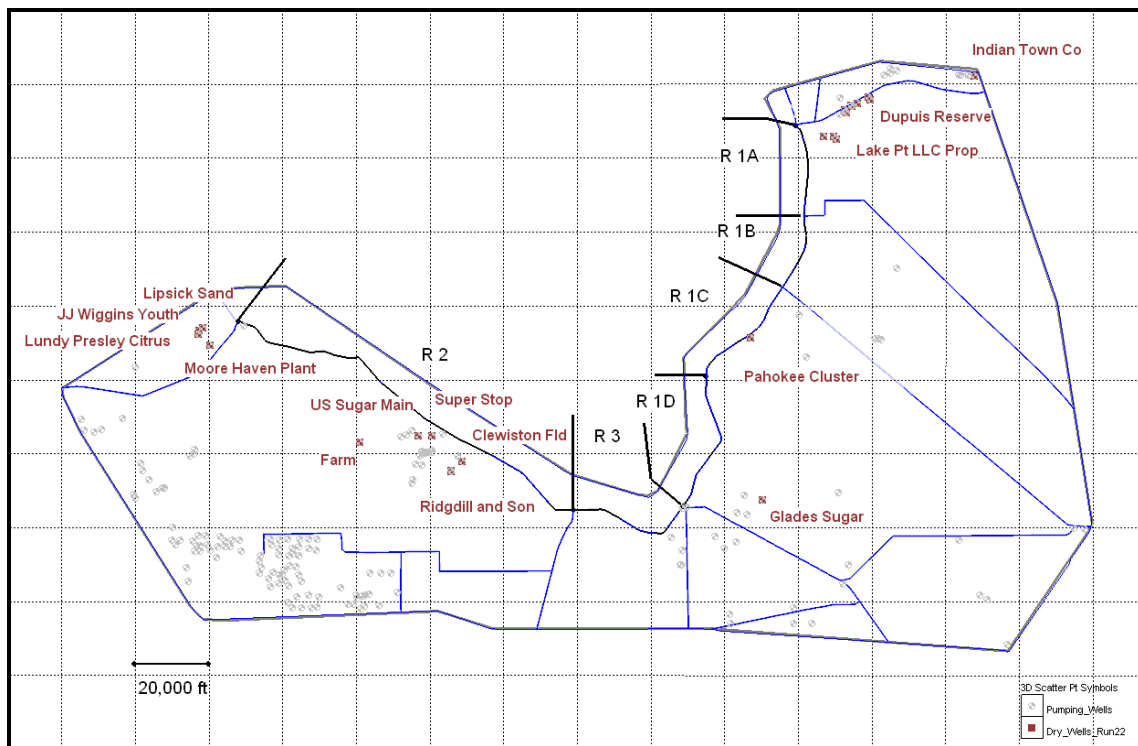 Indian Town Co
Dupuis Reserve
Lake Pt LLC Prop
R 1A
R 1B
R 1C
Lipsick Sand
JJ Wiggins Youth
Lundy Presley Citrus
Moore Haven Plant
R 2
Pahokee Cluster
US Sugar Main
Super Stop
R 1D
Clewiston Fld
R 3
Farm
Ridgdill and Son
Glades Sugar
20,000 ft
3D Scatter Pt Symbols
Pumping_Wells
Dry_Wells_Run22